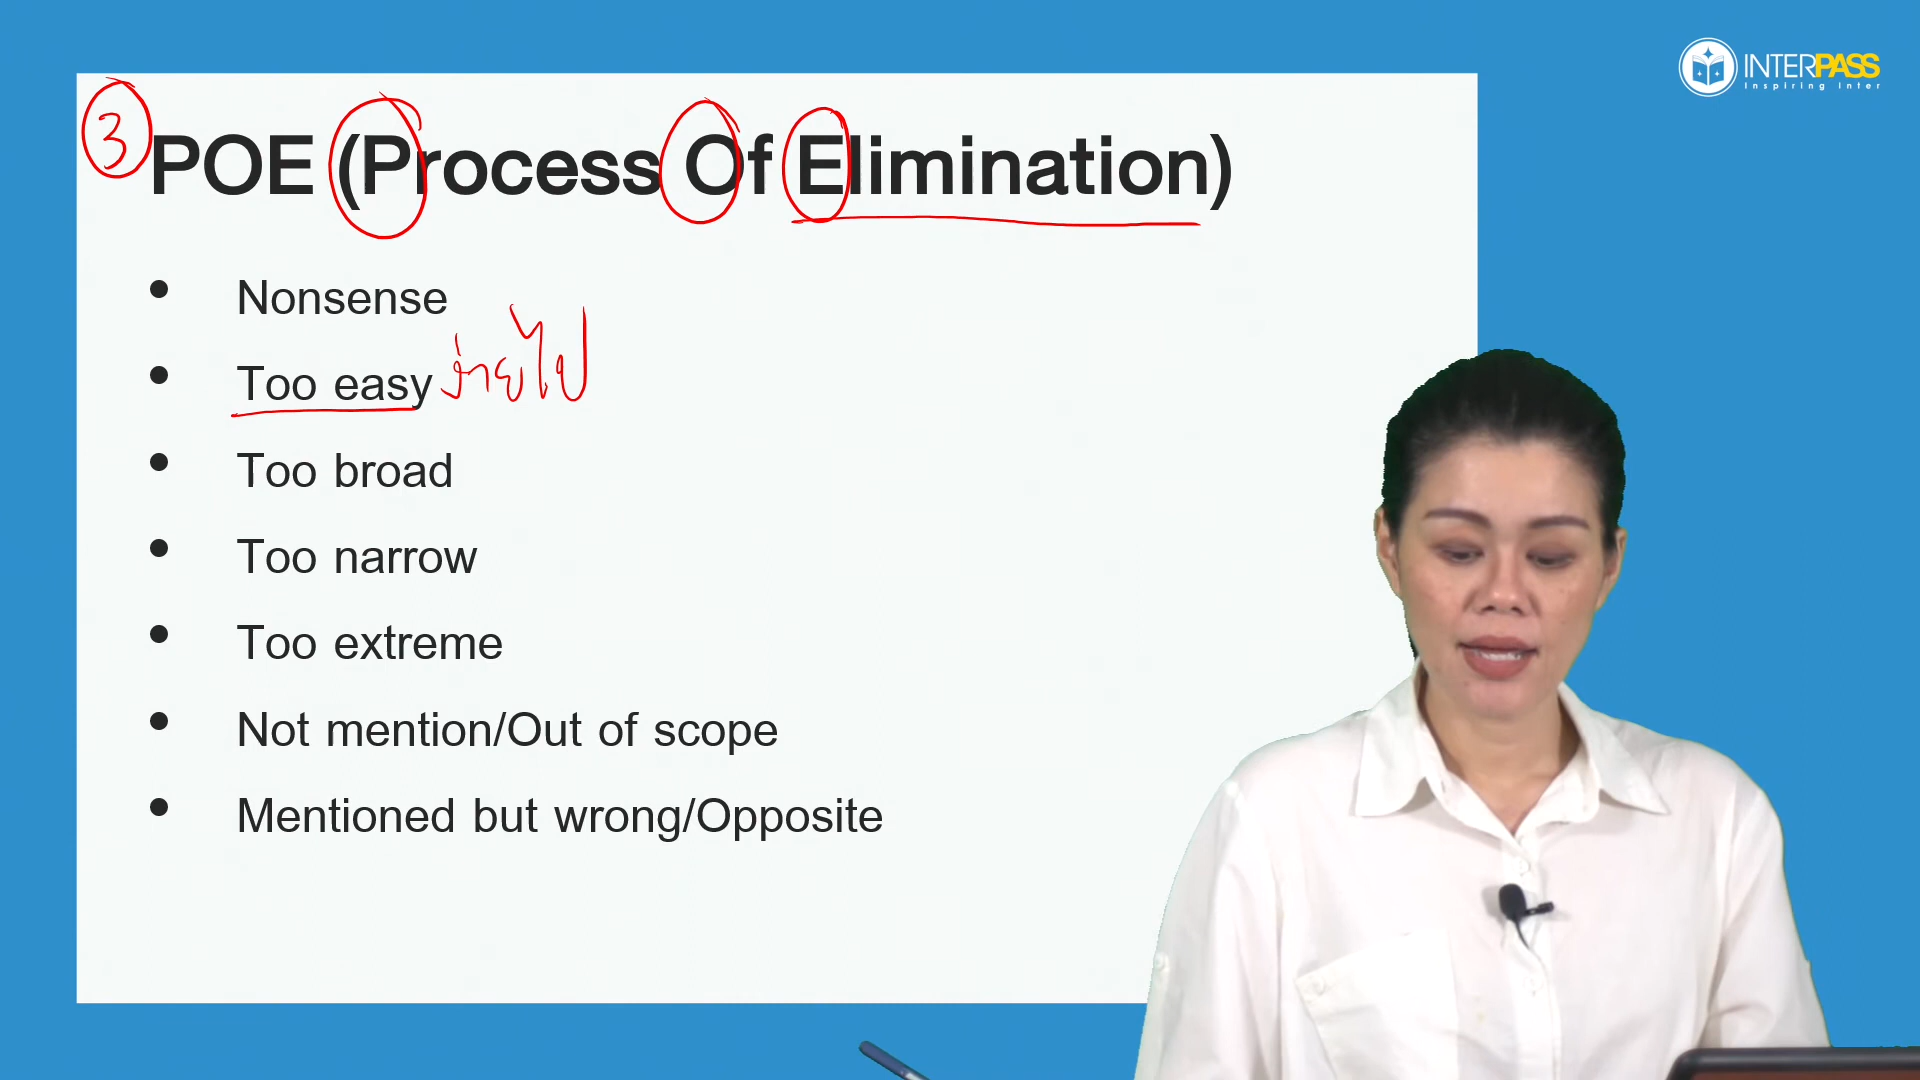 INTERPASS
Inspiring Inter
3
POE (Process Of Elimination)
• Nonsense
• Too easy ง่ายไป
• Too broad
• Too narrow
• Too extreme
• Not mention/Out of scope
• Mentioned but wrong/Opposite